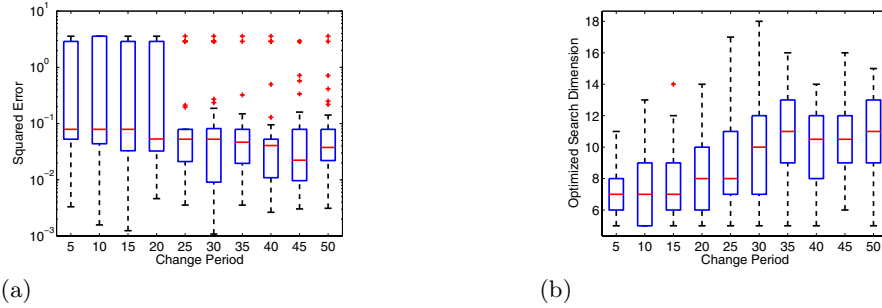 10^1
10^0
10^-1
10^-2
10^-3
Squared Error
5 10 15 20 25 30 35 40 45 50
Change Period
(a)
18
16
14
12
10
8
6
Optimized Search Dimension
5 10 15 20 25 30 35 40 45 50
Change Period
(b)